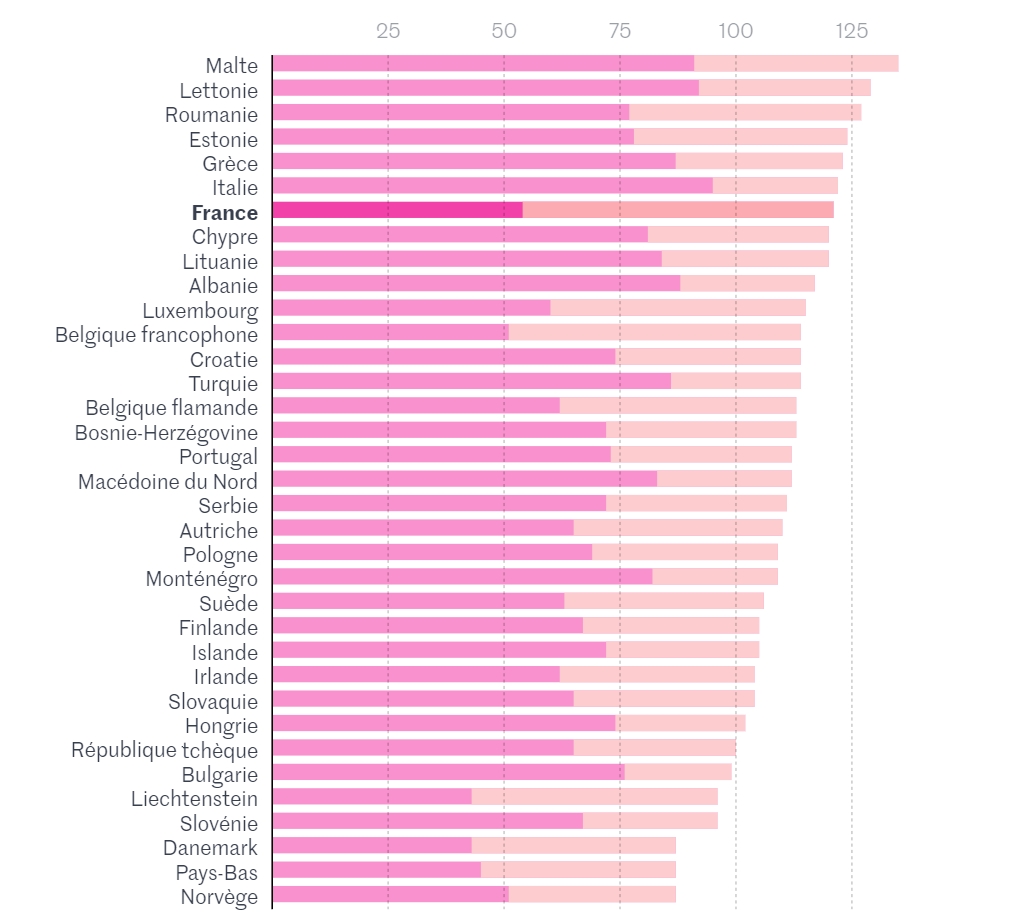 25 50 75 100 125
Malte
Lettonie
Roumanie
Estonie
Grèce
Italie
France
Chypre
Lituanie
Albanie
Luxembourg
Belgique francophone
Croatie
Turquie
Belgique flamande
Bosnie-Herzégovine
Portugal
Macédoine du Nord
Serbie
Autriche
Pologne
Monténégro
Suède
Finlande
Islande
Irlande
Slovaquie
Hongrie
République tchèque
Bulgarie
Liechtenstein
Slovénie
Danemark
Pays-Bas
Norvège